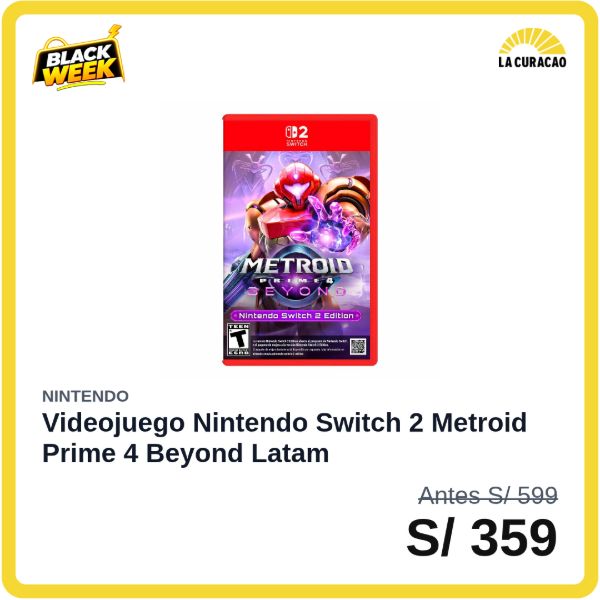 BLACK
WEEK
LA CURACAO
2
NINTENDO
SWITCH
METROID
PRIME 4
BEYOND
Nintendo Switch 2 Edition
TEEN
T
ESRB
NINTENDO
Videojuego Nintendo Switch 2 Metroid
Prime 4 Beyond Latam
Antes S/ 599
S/ 359